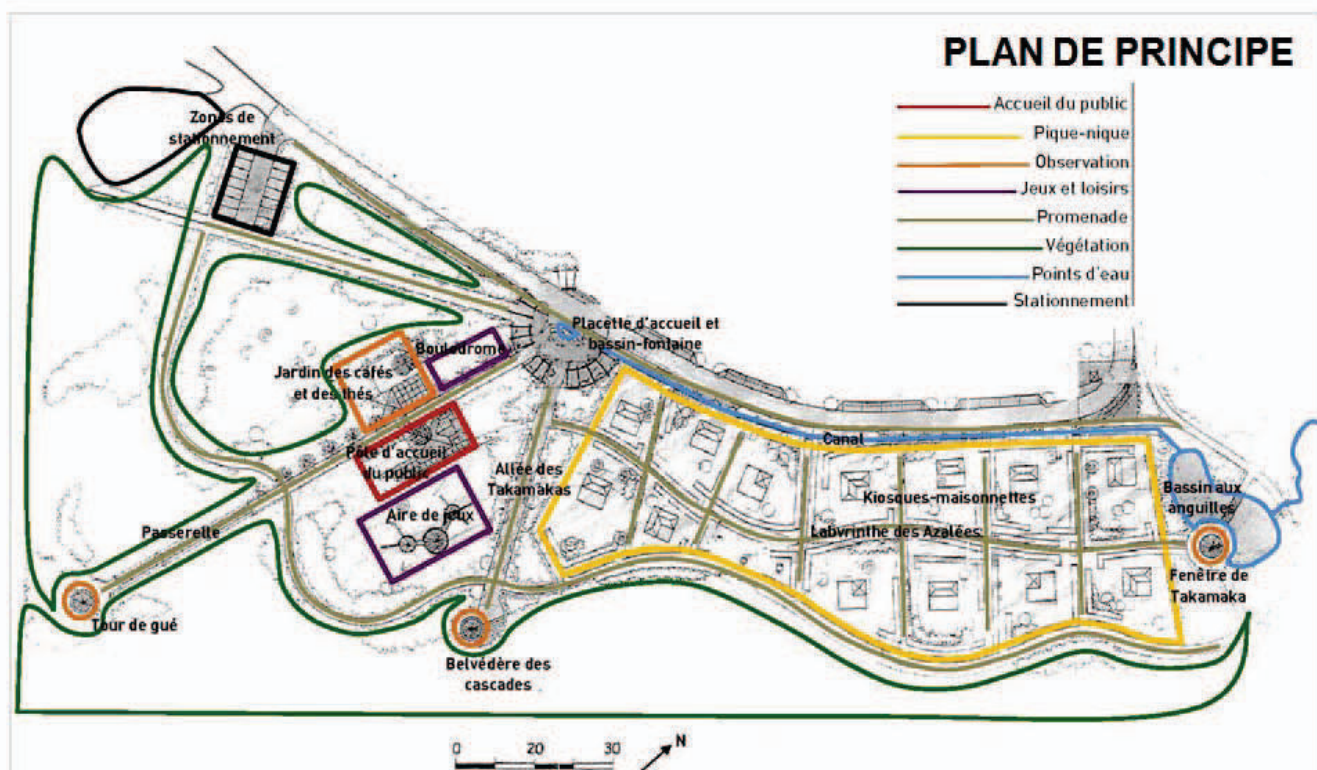 PLAN DE PRINCIPE
Accueil du public
Pique-nique
Observation
Jeux et loisirs
Promenade
Végétation
Points d'eau
Stationnement
Zones de
stationnement
Placette d'accueil et
bassin-fontaine
Boulodrome
Jardin des cafés
et des thés
Pôle d'accueil
du public
Allée des
Takamakas
Aire de jeux
Canal
Kiosques-maisonnettes
Labyrinthe des Azalées
Bassin aux
anguilles
Fenêtre de
Takamaka
Passerelle
Tour de gué
Belvédère des
cascades
0 20 30
N